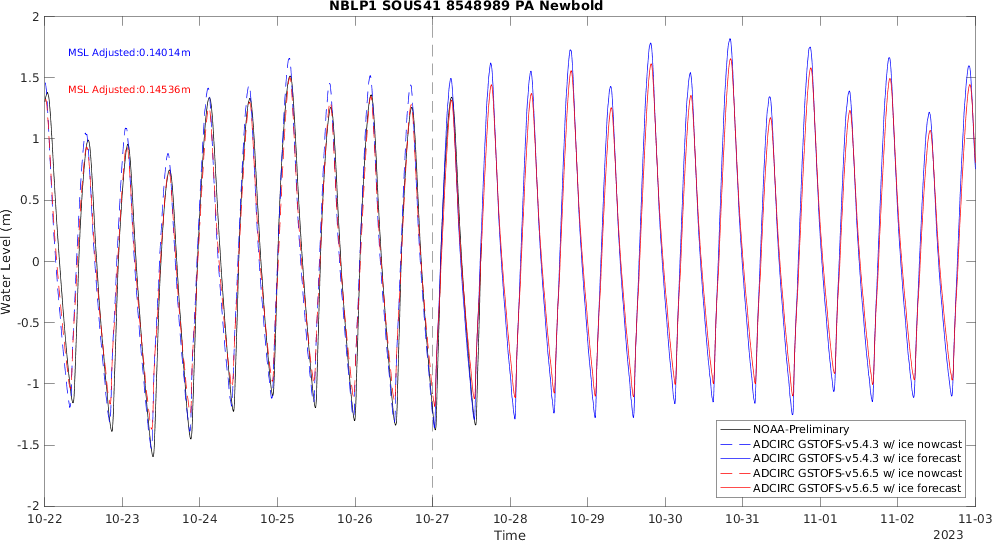 NBLP1 SOUS41 8548989 PA Newbold
MSL Adjusted:0.14014m
MSL Adjusted:0.14536m
Water Level (m)
2
1.5
1
0.5
0
-0.5
-1
-1.5
-2
NOAA-Preliminary
ADCIRC GSTOFS-v5.4.3 w/ ice nowcast
ADCIRC GSTOFS-v5.4.3 w/ ice forecast
ADCIRC GSTOFS-v5.6.5 w/ ice nowcast
ADCIRC GSTOFS-v5.6.5 w/ ice forecast
10-22 10-23 10-24 10-25 10-26 10-27 10-28 10-29 10-30 10-31 11-01 11-02 11-03
Time
2023